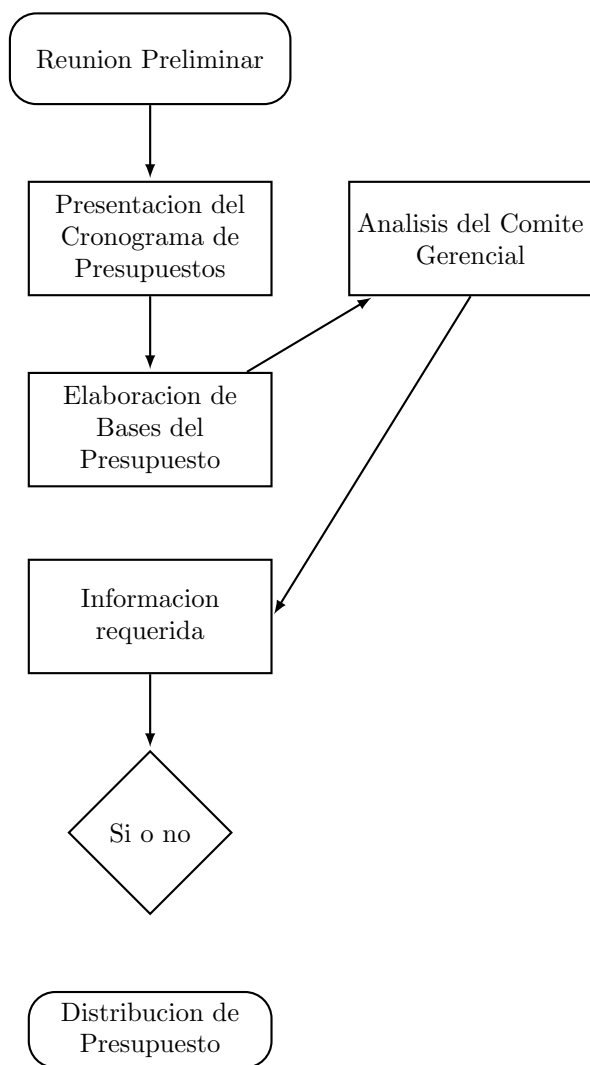 Reunion Preliminar
Presentacion del
Cronograma de
Presupuestos
Analisis del Comite
Gerencial
Elaboracion de
Bases del
Presupuesto
Informacion
requerida
Si o no
Distribucion de
Presupuesto